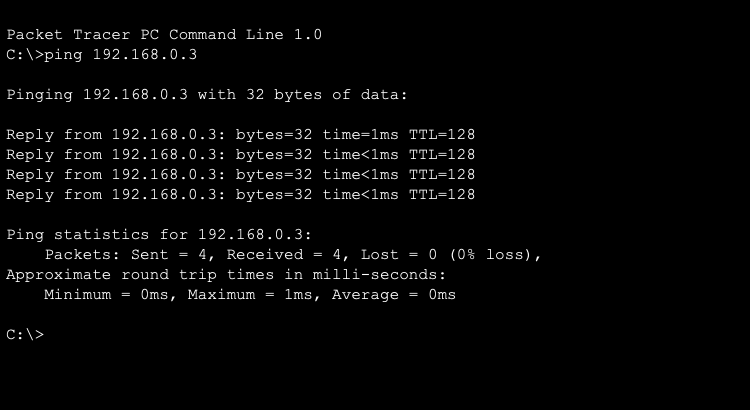 Packet Tracer PC Command Line 1.0
C:\>ping 192.168.0.3
Pinging 192.168.0.3 with 32 bytes of data:
Reply from 192.168.0.3: bytes=32 time=1ms TTL=128
Reply from 192.168.0.3: bytes=32 time<1ms TTL=128
Reply from 192.168.0.3: bytes=32 time<1ms TTL=128
Reply from 192.168.0.3: bytes=32 time<1ms TTL=128
Ping statistics for 192.168.0.3:
    Packets: Sent = 4, Received = 4, Lost = 0 (0% loss),
Approximate round trip times in milli-seconds:
    Minimum = 0ms, Maximum = 1ms, Average = 0ms
C:\>